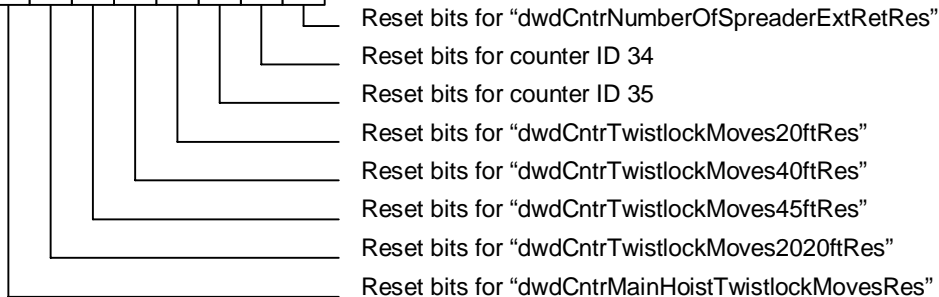 Reset bits for “dwdCntrNumberOfSpreaderExtRetRes”
Reset bits for counter ID 34
Reset bits for counter ID 35
Reset bits for “dwdCntrTwistlockMoves20ftRes”
Reset bits for “dwdCntrTwistlockMoves40ftRes”
Reset bits for “dwdCntrTwistlockMoves45ftRes”
Reset bits for “dwdCntrTwistlockMoves2020ftRes”
Reset bits for “dwdCntrMainHoistTwistlockMovesRes”